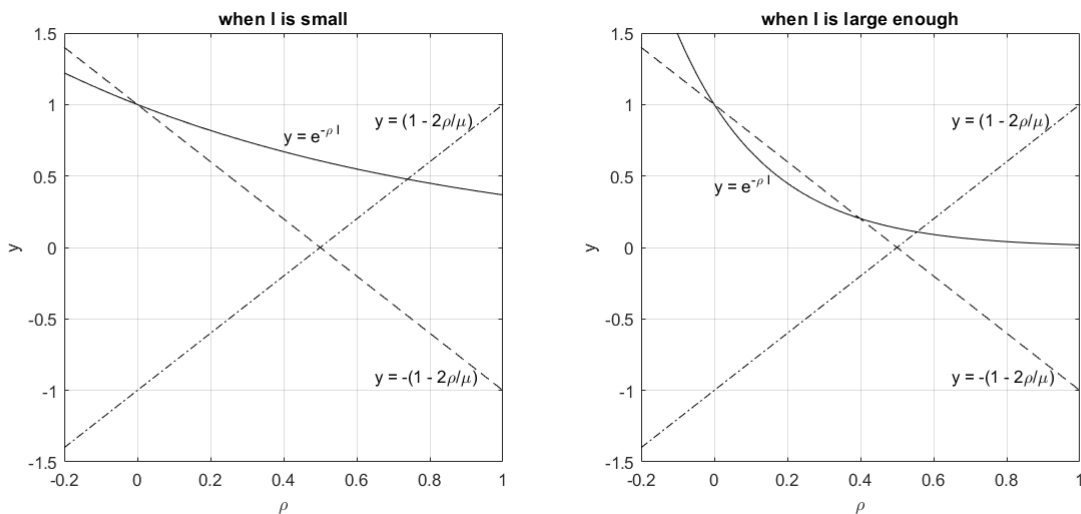 when l is small
1.5
1
0.5
0
-0.5
-1
-1.5
y
-0.2
0
0.2
0.4
0.6
0.8
1
ρ
y = e^{-ρ l}
y = (1 - 2ρ/μ)
y = -(1 - 2ρ/μ)
when l is large enough
1.5
1
0.5
0
-0.5
-1
-1.5
y
-0.2
0
0.2
0.4
0.6
0.8
1
ρ
y = e^{-ρ l}
y = (1 - 2ρ/μ)
y = -(1 - 2ρ/μ)